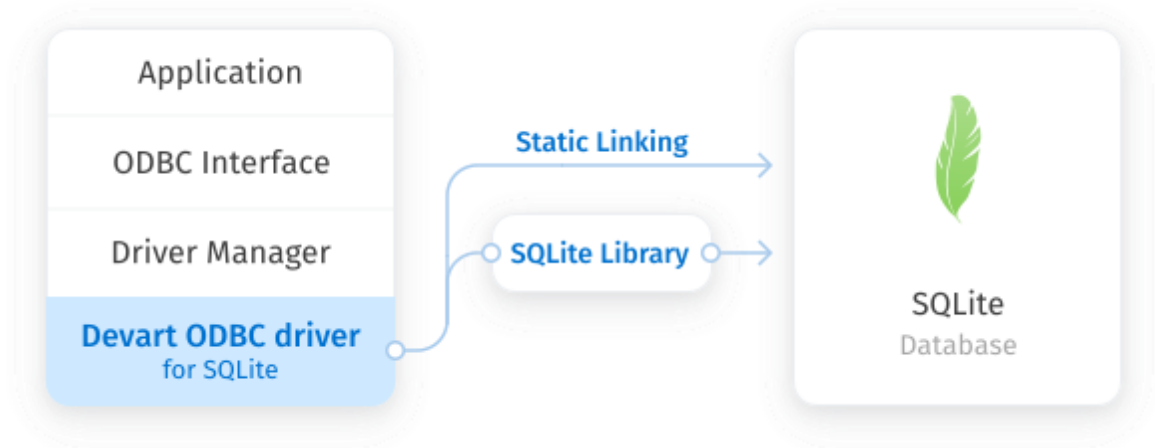 Application
ODBC Interface
Driver Manager
Devart ODBC driver
for SQLite
Static Linking
SQLite Library
SQLite
Database